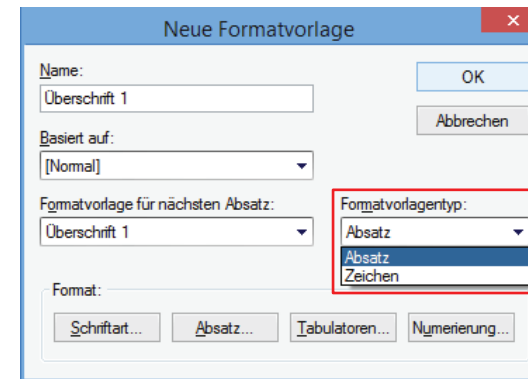 Neue Formatvorlage
Name:
OK
Überschrift 1
Abbrechen
Basiert auf:
[Normal]
Formatvorlage für nächsten Absatz:
Formatvorlagentyp:
Überschrift 1
Absatz
Absatz
Zeichen
Format:
Schriftart...
Absatz...
Tabulatoren...
Numerierung...